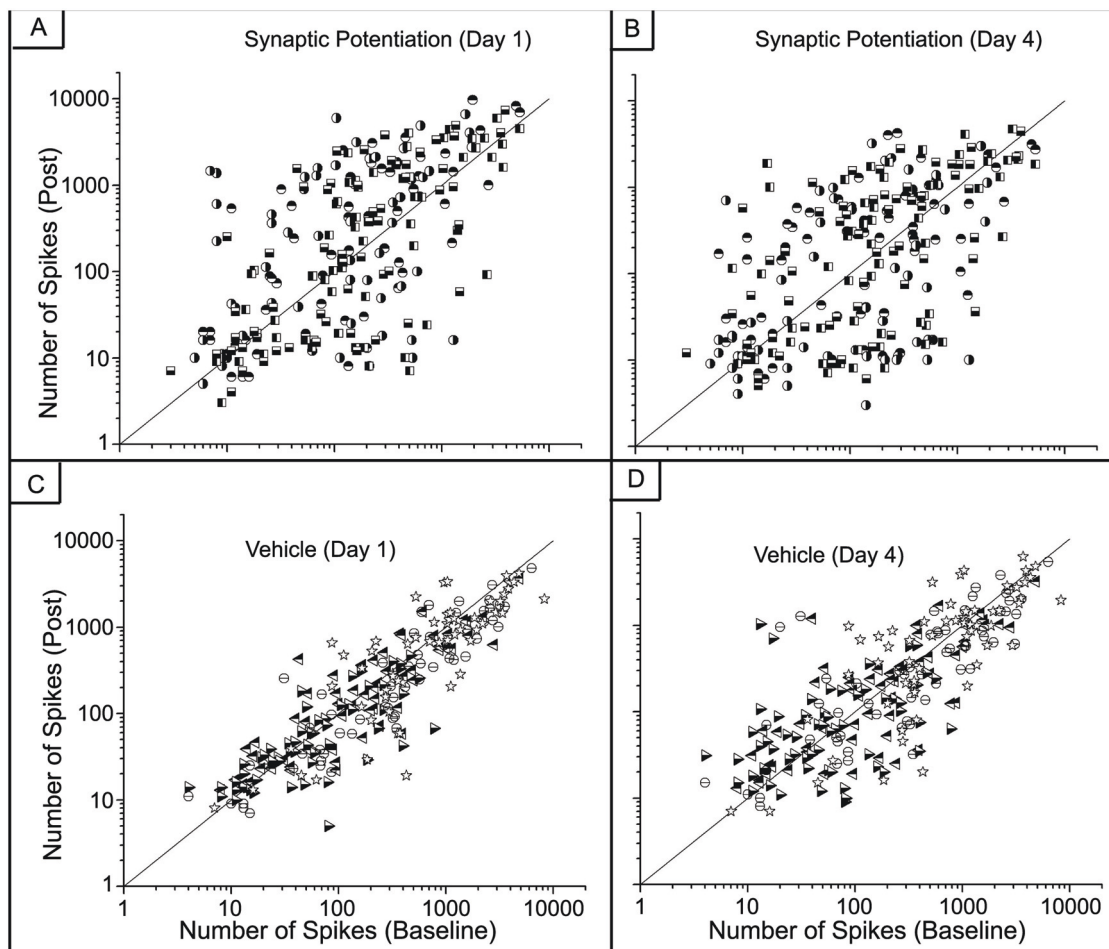 A
Synaptic Potentiation (Day 1)
B
Synaptic Potentiation (Day 4)
10000
1000
100
10
1
Number of Spikes (Post)
C
Vehicle (Day 1)
D
Vehicle (Day 4)
10000
1000
100
10
1
Number of Spikes (Post)
1 10 100 1000 10000
1 10 100 1000 10000
Number of Spikes (Baseline)
Number of Spikes (Baseline)